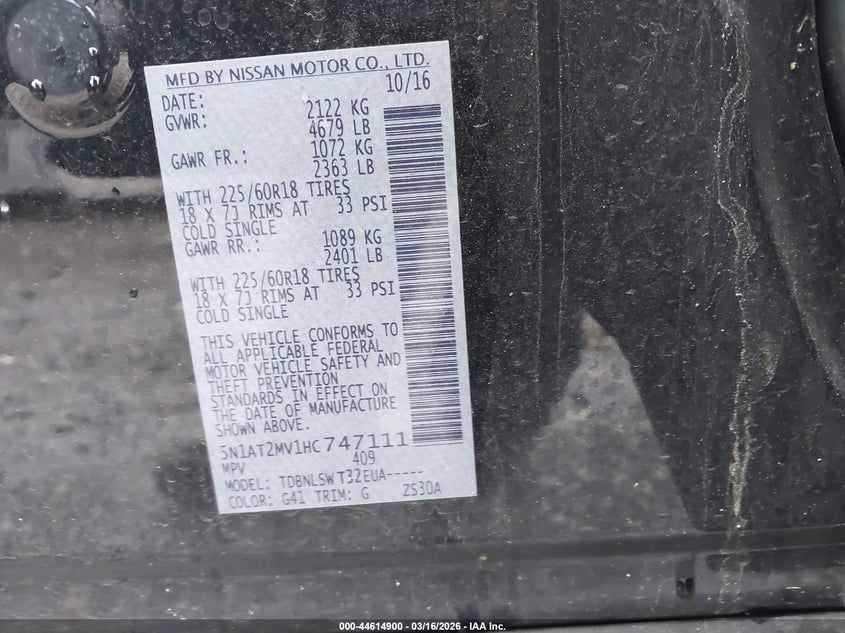 MFD BY NISSAN MOTOR CO., LTD.
DATE: 10/16
GVWR: 2122 KG
4679 LB
GAWR FR.: 1072 KG
2363 LB
WITH 225/60R18 TIRES
18 X 7J RIMS AT 33 PSI
COLD SINGLE
GAWR RR.: 1089 KG
2401 LB
WITH 225/60R18 TIRES
18 X 7J RIMS AT 33 PSI
COLD SINGLE
THIS VEHICLE CONFORMS TO
ALL APPLICABLE FEDERAL
MOTOR VEHICLE SAFETY AND
THEFT PREVENTION
STANDARDS IN EFFECT ON
THE DATE OF MANUFACTURE
SHOWN ABOVE.
5N1AT2MV1HC747111
MPV 409
MODEL: TDBNLSW T32EUA-----
COLOR: G41 TRIM: G ZS30A
000-44614900 - 03/16/2026 - IAA Inc.